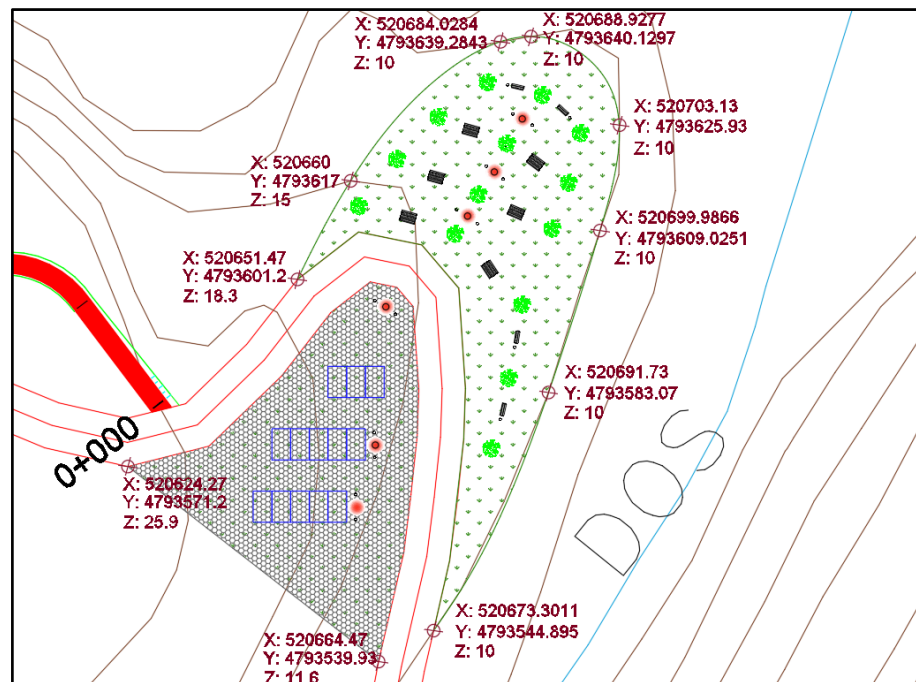 X: 520684.0284
Y: 4793639.2843
Z: 10
X: 520688.9277
Y: 4793640.1297
Z: 10
X: 520703.13
Y: 4793625.93
Z: 10
X: 520660
Y: 4793617
Z: 15
X: 520699.9866
Y: 4793609.0251
Z: 10
X: 520651.47
Y: 4793601.2
Z: 18.3
X: 520691.73
Y: 4793583.07
Z: 10
0+000
DOS
X: 520624.27
Y: 4793571.2
Z: 25.9
X: 520673.3011
Y: 4793544.895
Z: 10
X: 520664.47
Y: 4793539.93
Z: 11.6